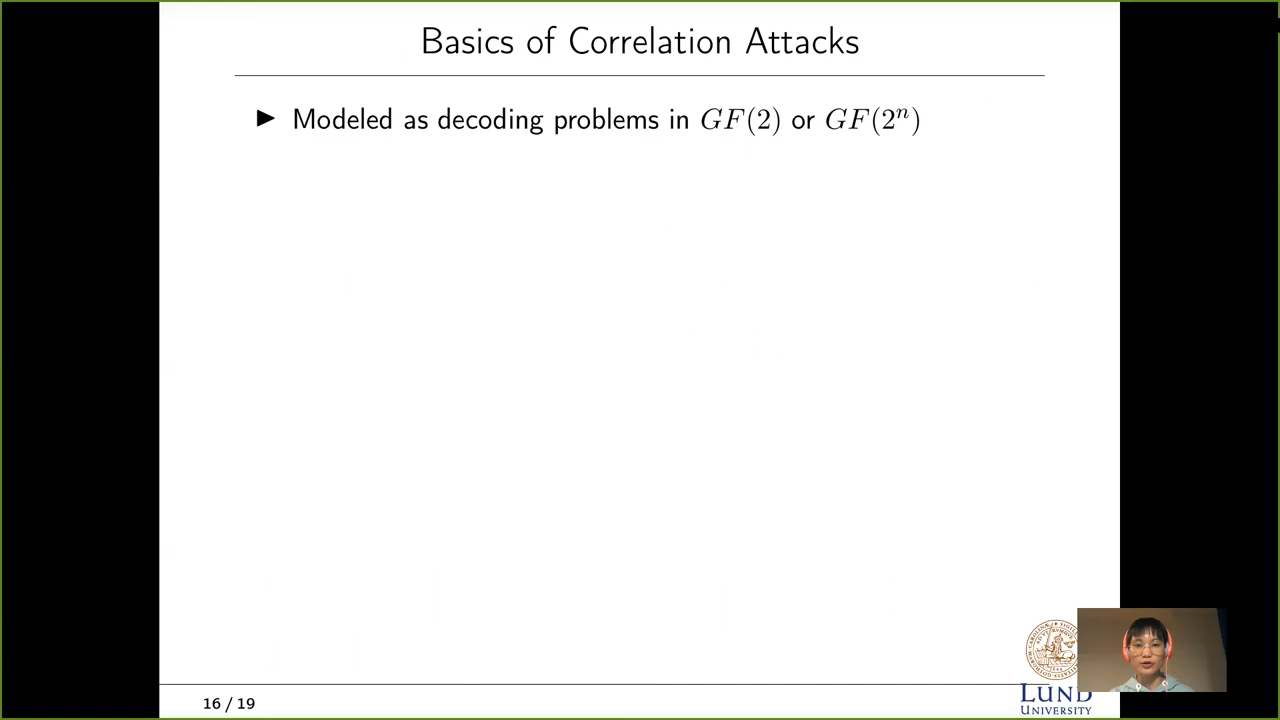 Basics of Correlation Attacks
▶ Modeled as decoding problems in GF(2) or GF(2ⁿ)
16 / 19
LUND
UNIVERSITY